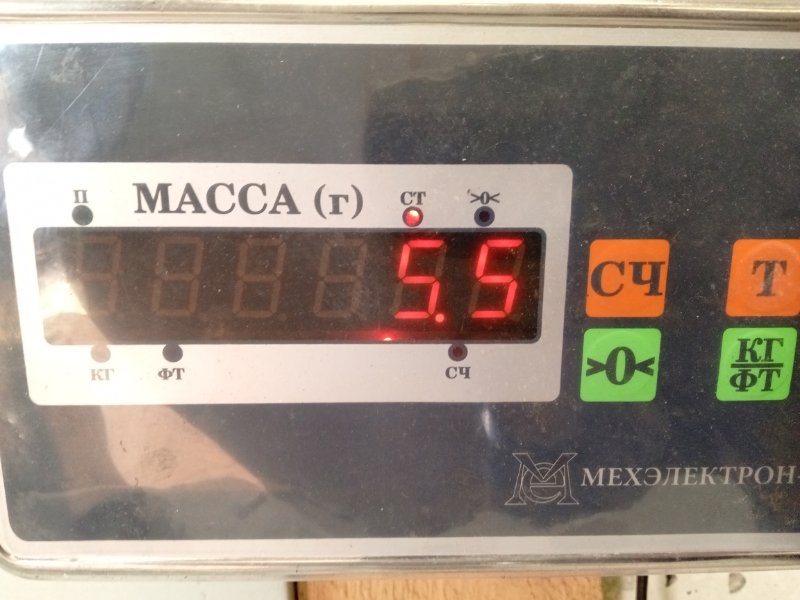 П МАССА (г) СТ >0<
5.5
КГ ФТ СЧ
СЧ Т
>0< КГ/ФТ
МЕХЭЛЕКТРОН-